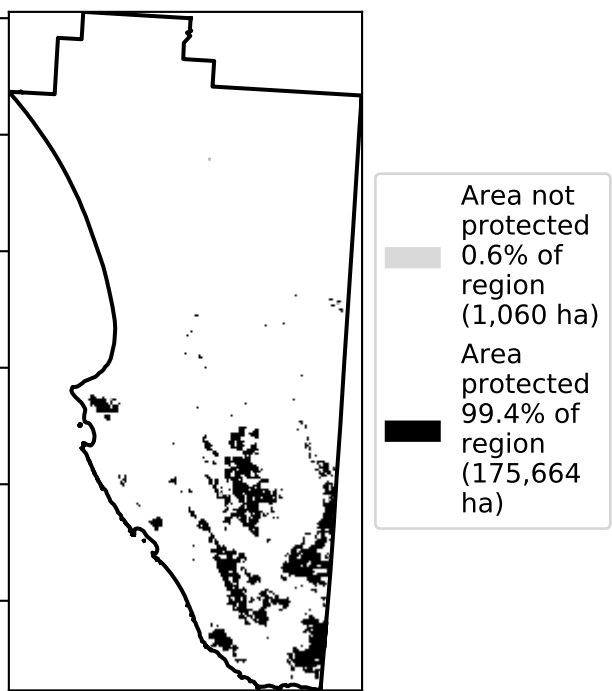 Area not
protected
0.6% of
region
(1,060 ha)
Area
protected
99.4% of
region
(175,664
ha)